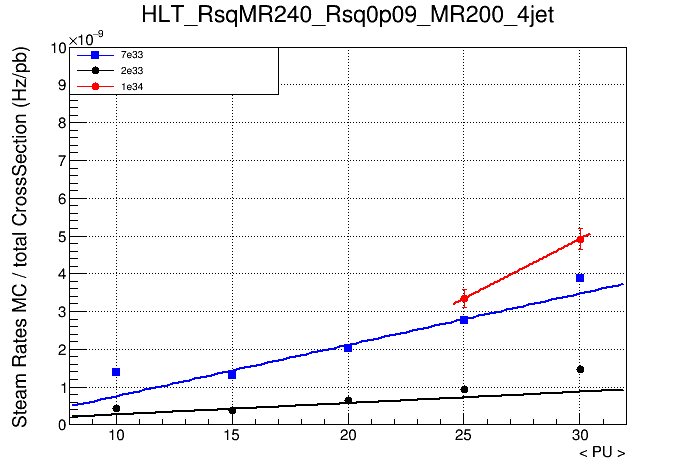 HLT_RsqMR240_Rsq0p09_MR200_4jet
×10⁻⁹
Steam Rates MC / total CrossSection (Hz/pb)
7e33
2e33
1e34
10
9
8
7
6
5
4
3
2
1
0
10 15 20 25 30
< PU >